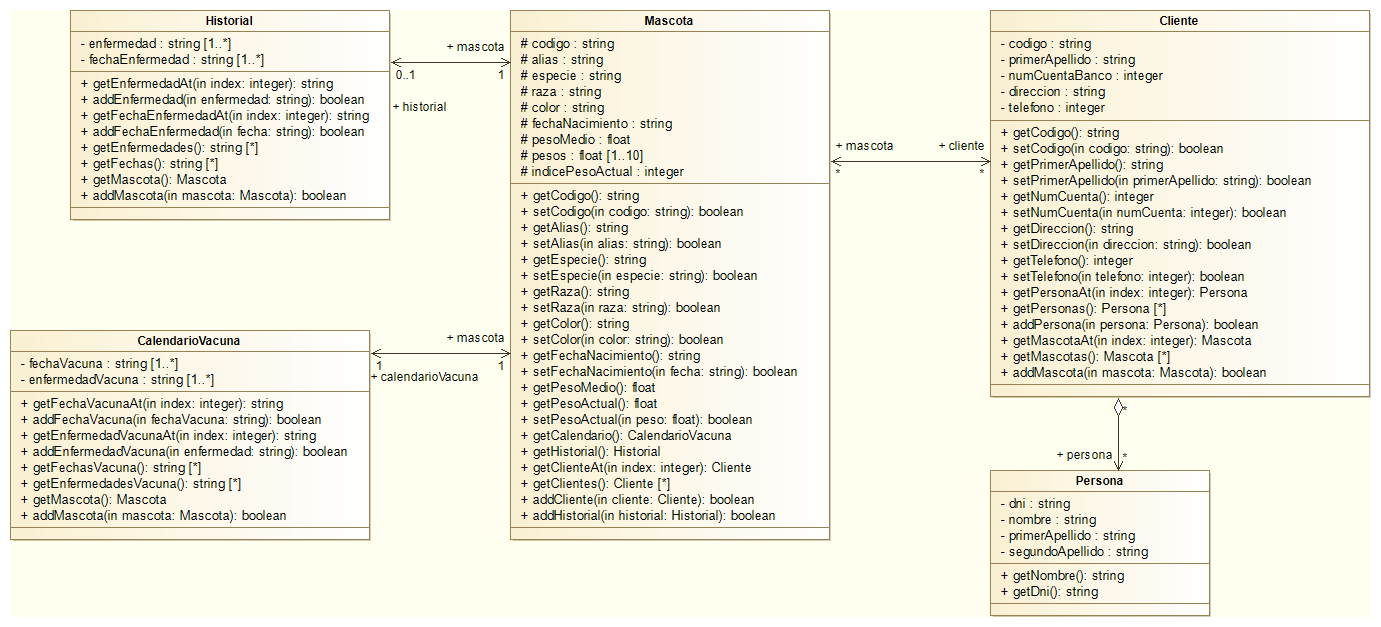 Historial
- enfermedad : string [1..*]
- fechaEnfermedad : string [1..*]
+ getEnfermedadAt(in index: integer): string
+ addEnfermedad(in enfermedad: string): boolean
+ getFechaEnfermedadAt(in index: integer): string
+ addFechaEnfermedad(in fecha: string): boolean
+ getEnfermedades(): string [*]
+ getFechas(): string [*]
+ getMascota(): Mascota
+ addMascota(in mascota: Mascota): boolean
+ mascota
0..1
1
+ historial
Mascota
# codigo : string
# alias : string
# especie : string
# raza : string
# color : string
# fechaNacimiento : string
# pesoMedio : float
# pesos : float [1..10]
# indicePesoActual : integer
+ getCodigo(): string
+ setCodigo(in codigo: string): boolean
+ getAlias(): string
+ setAlias(in alias: string): boolean
+ getEspecie(): string
+ setEspecie(in especie: string): boolean
+ getRaza(): string
+ setRaza(in raza: string): boolean
+ getColor(): string
+ setColor(in color: string): boolean
+ getFechaNacimiento(): string
+ setFechaNacimiento(in fecha: string): boolean
+ getPesoMedio(): float
+ getPesoActual(): float
+ setPesoActual(in peso: float): boolean
+ getCalendario(): CalendarioVacuna
+ getHistorial(): Historial
+ getClienteAt(in index: integer): Cliente
+ getClientes(): Cliente [*]
+ addCliente(in cliente: Cliente): boolean
+ addHistorial(in historial: Historial): boolean
+ mascota
+ cliente
*
*
Cliente
- codigo : string
- primerApellido : string
- numCuentaBanco : integer
- direccion : string
- telefono : integer
+ getCodigo(): string
+ setCodigo(in codigo: string): boolean
+ getPrimerApellido(): string
+ setPrimerApellido(in primerApellido: string): boolean
+ getNumCuenta(): integer
+ setNumCuenta(in numCuenta: integer): boolean
+ getDireccion(): string
+ setDireccion(in direccion: string): boolean
+ getTelefono(): integer
+ setTelefono(in telefono: integer): boolean
+ getPersonaAt(in index: integer): Persona
+ getPersonas(): Persona [*]
+ addPersona(in persona: Persona): boolean
+ getMascotaAt(in index: integer): Mascota
+ getMascotas(): Mascota [*]
+ addMascota(in mascota: Mascota): boolean
CalendarioVacuna
- fechaVacuna : string [1..*]
- enfermedadVacuna : string [1..*]
+ getFechaVacunaAt(in index: integer): string
+ addFechaVacuna(in fechaVacuna: string): boolean
+ getEnfermedadVacunaAt(in index: integer): string
+ addEnfermedadVacuna(in enfermedad: string): boolean
+ getFechasVacuna(): string [*]
+ getEnfermedadesVacuna(): string [*]
+ getMascota(): Mascota
+ addMascota(in mascota: Mascota): boolean
+ mascota
1
1
+ calendarioVacuna
*
+ persona
*
Persona
- dni : string
- nombre : string
- primerApellido : string
- segundoApellido : string
+ getNombre(): string
+ getDni(): string